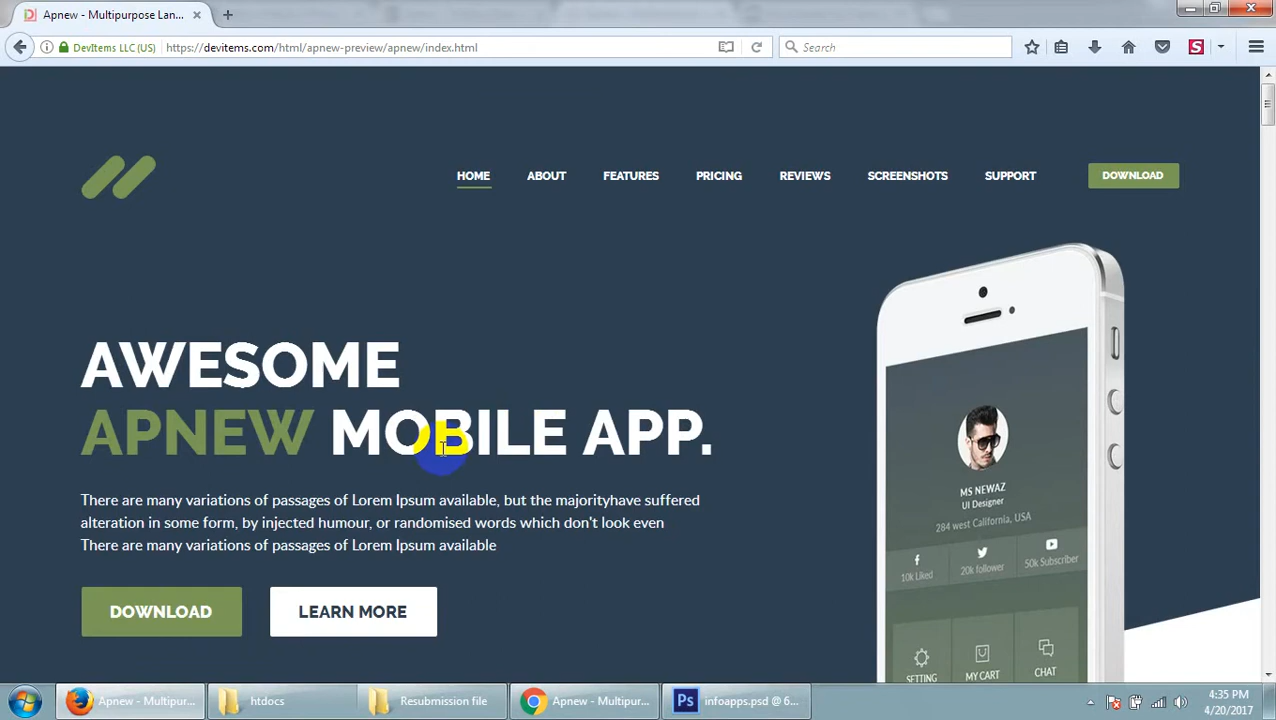 Apnew - Multipurpose Lan...
DevItems LLC (US)
https://devitems.com/html/apnew-preview/apnew/index.html
Search
HOME
ABOUT
FEATURES
PRICING
REVIEWS
SCREENSHOTS
SUPPORT
DOWNLOAD
AWESOME
APNEW MOBILE APP.
There are many variations of passages of Lorem Ipsum available, but the majorityhave suffered
alteration in some form, by injected humour, or randomised words which don't look even
There are many variations of passages of Lorem Ipsum available
DOWNLOAD
LEARN MORE
MS NEWAZ
UI Designer
284 west California, USA
10k Liked
20k follower
50k Subscriber
SETTING
MY CART
CHAT
Apnew - Multipur...
htdocs
Resubmission file
Apnew - Multipur...
Ps
infoapps.psd @ 6...
4:35 PM
4/20/2017